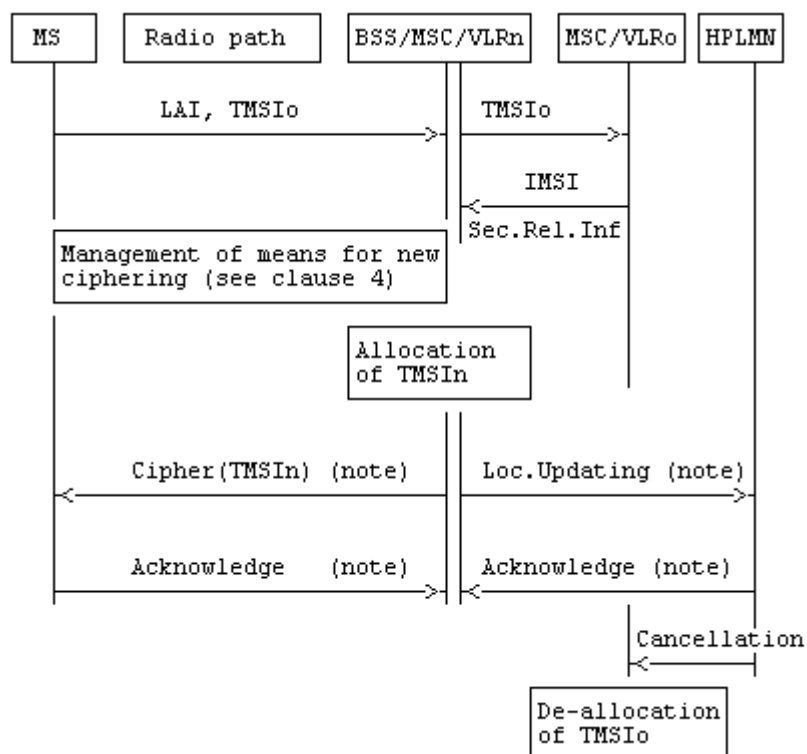 MS
Radio path
BSS/MSC/VLRn
MSC/VLRo
HPLMN
LAI, TMSIo
TMSIo
IMSI
Sec.Rel.Inf
Management of means for new
ciphering (see clause 4)
Allocation
of TMSIn
Cipher(TMSIn) (note)
Loc.Updating (note)
Acknowledge (note)
Acknowledge (note)
Cancellation
De-allocation
of TMSIo